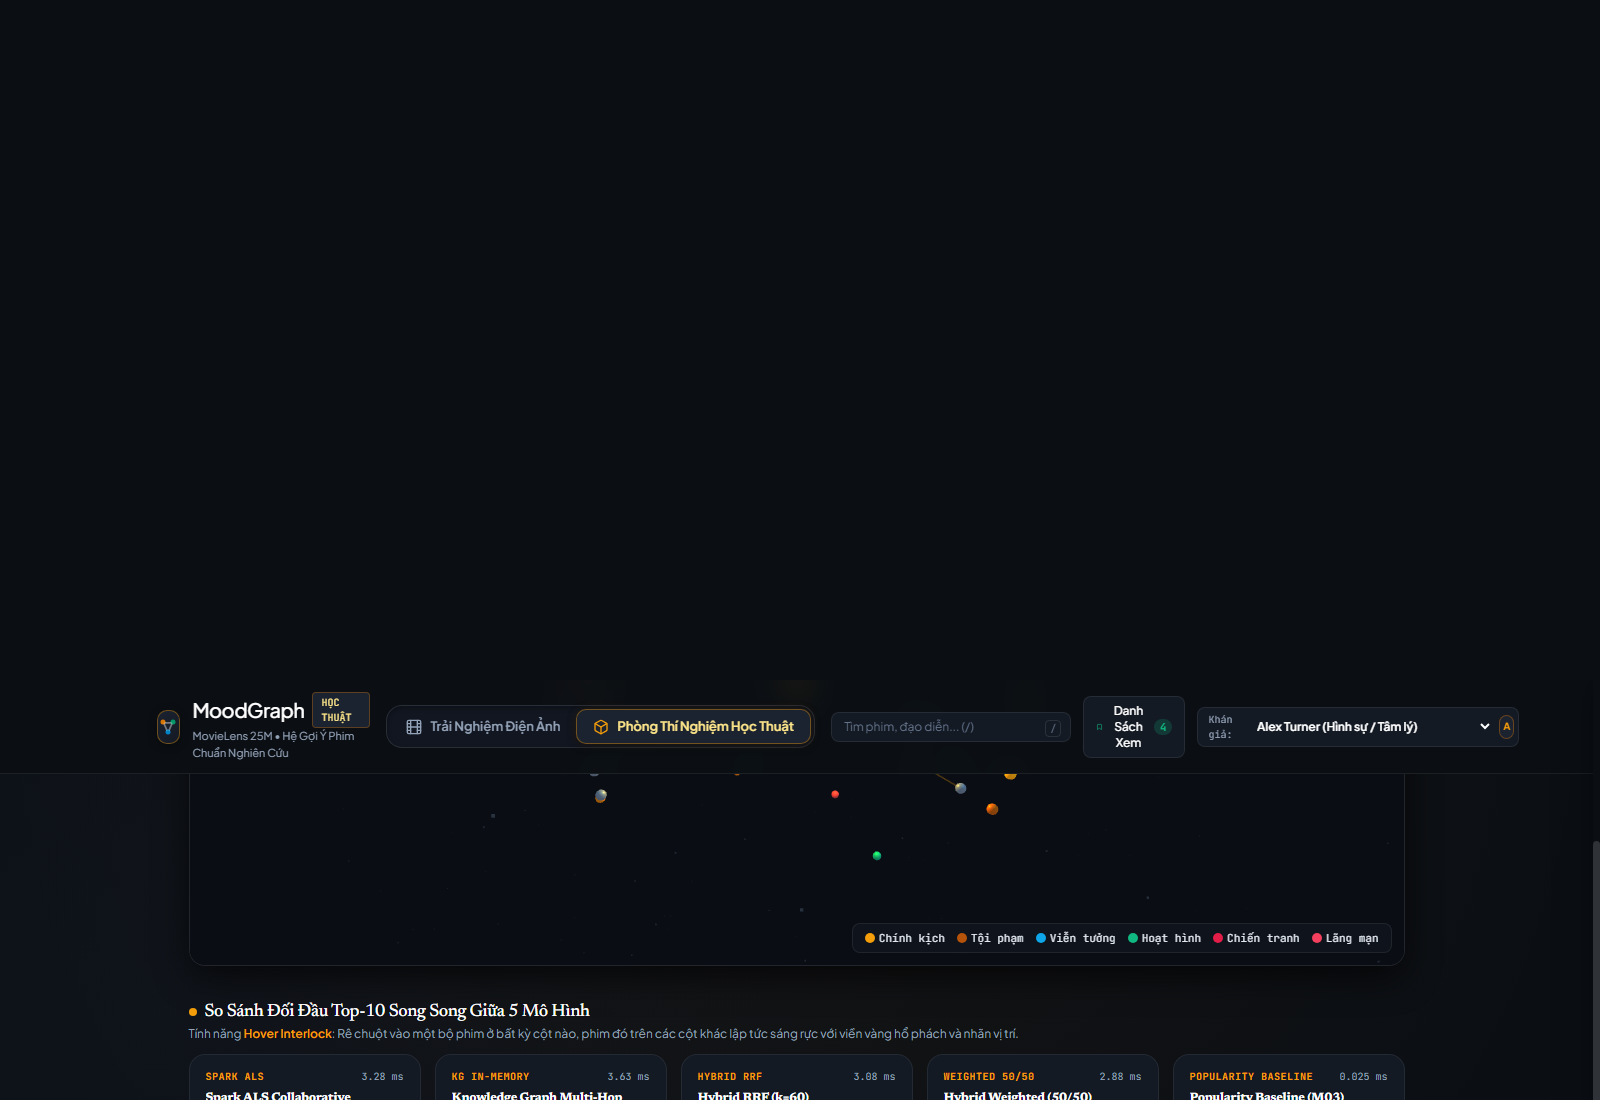 MoodGraph
HỌC THUẬT
MovieLens 25M • Hệ Gợi Ý Phim
Chuẩn Nghiên Cứu
Trải Nghiệm Điện Ảnh
Phòng Thí Nghiệm Học Thuật
Tìm phim, đạo diễn... (/)
/
Danh
Sách
Xem
4
Khán
giả:
Alex Turner (Hình sự / Tâm lý)
A
Chính kịch
Tội phạm
Viễn tưởng
Hoạt hình
Chiến tranh
Lãng mạn
So Sánh Đối Đầu Top-10 Song Song Giữa 5 Mô Hình
Tính năng Hover Interlock: Rê chuột vào một bộ phim ở bất kỳ cột nào, phim đó trên các cột khác lập tức sáng rực với viền vàng hổ phách và nhãn vị trí.
SPARK ALS 3.28 ms
Spark ALS Collaborative
KG IN-MEMORY 3.63 ms
Knowledge Graph Multi-Hop
HYBRID RRF 3.08 ms
Hybrid RRF (k=60)
WEIGHTED 50/50 2.88 ms
Hybrid Weighted (50/50)
POPULARITY BASELINE 0.025 ms
Popularity Baseline (M03)